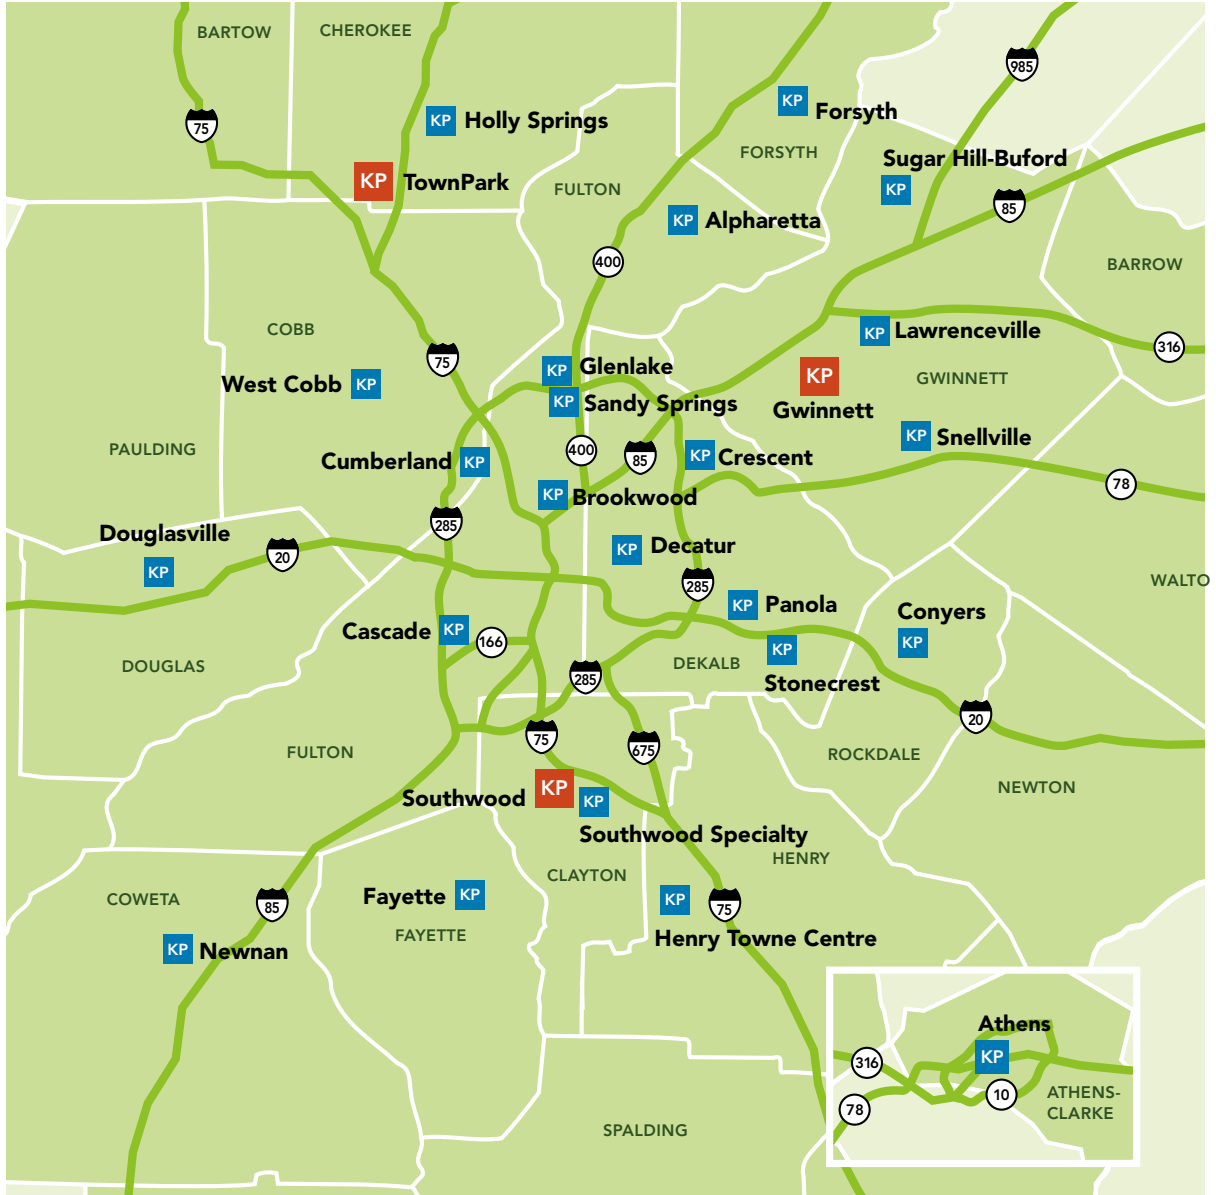 BARTOW
CHEROKEE
985
75
KP
Holly Springs
KP
Forsyth
FORSYTH
Sugar Hill-Buford
KP
KP
TownPark
FULTON
85
KP
Alpharetta
400
BARROW
COBB
KP
Lawrenceville
316
75
KP
Glenlake
GWINNETT
West Cobb
KP
KP
Gwinnett
KP
Sandy Springs
PAULDING
400
85
KP
Crescent
KP
Snellville
Cumberland
KP
78
KP
Brookwood
285
Douglasville
KP
20
KP
Decatur
285
WALTO
KP
Panola
Conyers
KP
Cascade
KP
166
KP
Stonecrest
DOUGLAS
DEKALB
285
20
75
675
FULTON
ROCKDALE
NEWTON
Southwood
KP
KP
Southwood Specialty
HENRY
CLAYTON
COWETA
85
Fayette
KP
FAYETTE
KP
75
Henry Towne Centre
KP
Newnan
Athens
KP
316
10
78
ATHENS-
CLARKE
SPALDING